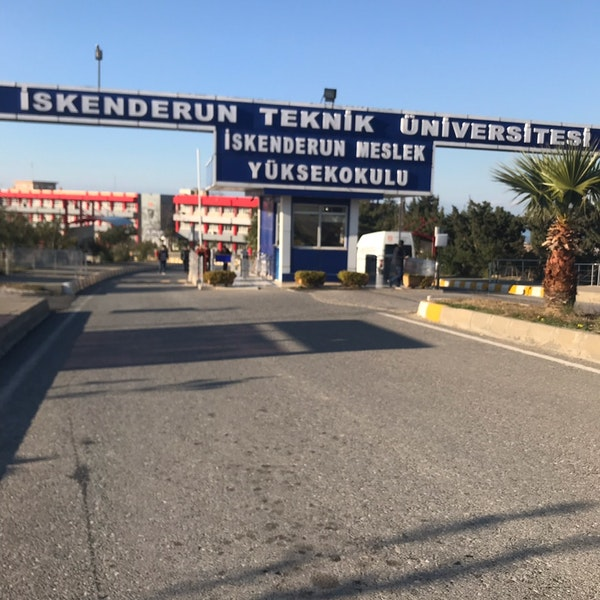 İSKENDERUN TEKNİK ÜNİVERSİTESİ
İSKENDERUN MESLEK
YÜKSEKOKULU